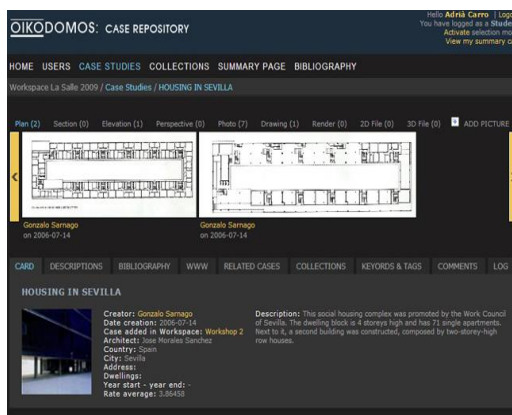 Hello Adrià Carro | Logo
OIKODOMOS: CASE REPOSITORY
You have logged as a Stude
Activate selection mo
View my summary ca
HOME USERS CASE STUDIES COLLECTIONS SUMMARY PAGE BIBLIOGRAPHY
Workspace La Salle 2009 / Case Studies / HOUSING IN SEVILLA
Plan (2) Section (0) Elevation (1) Perspective (0) Photo (7) Drawing (1) Render (0) 2D File (0) 3D File (0) ADD PICTURE
Gonzalo Sarnago
on 2006-07-14
Gonzalo Sarnago
on 2006-07-14
CARD DESCRIPTIONS BIBLIOGRAPHY WWW RELATED CASES COLLECTIONS KEYORDS & TAGS COMMENTS LOG
HOUSING IN SEVILLA
Creator: Gonzalo Sarnago
Date creation: 2006-07-14
Case added in Workspace: Workshop 2
Architect: Jose Morales Sanchez
Country: Spain
City: Sevilla
Address:
Dwellings:
Year start - year end: -
Rate average: 3.86458
Description: This social housing complex was promoted by the Work Council
of Sevilla. The dwelling block is 4 storeys high and has 71 single apartments.
Next to it, a second building was constructed, composed by two-storey-high
row houses.